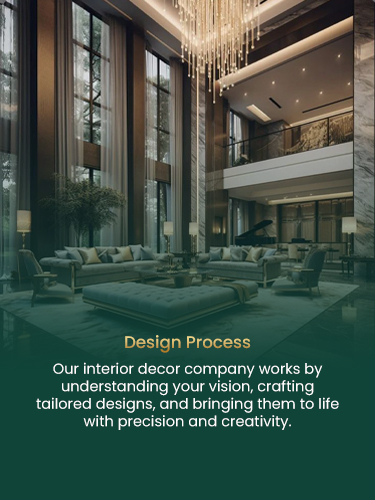 Design Process
Our interior decor company works by
understanding your vision, crafting
tailored designs, and bringing them to life
with precision and creativity.